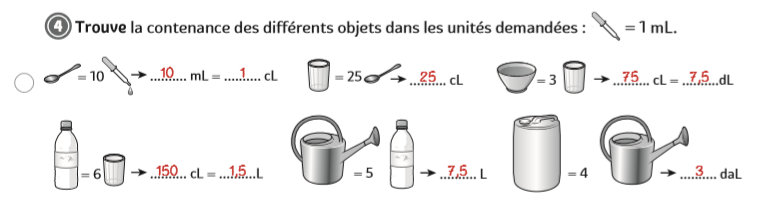 4 Trouve la contenance des différents objets dans les unités demandées : = 1 mL.
= 10 → ...10... mL = ...1... cL = 25 → ...25... cL = 3 → ...75... cL = ...7,5...dL
= 6 → ...150... cL = ...1,5...L = 5 → ...7,5... L = 4 → ...3... daL